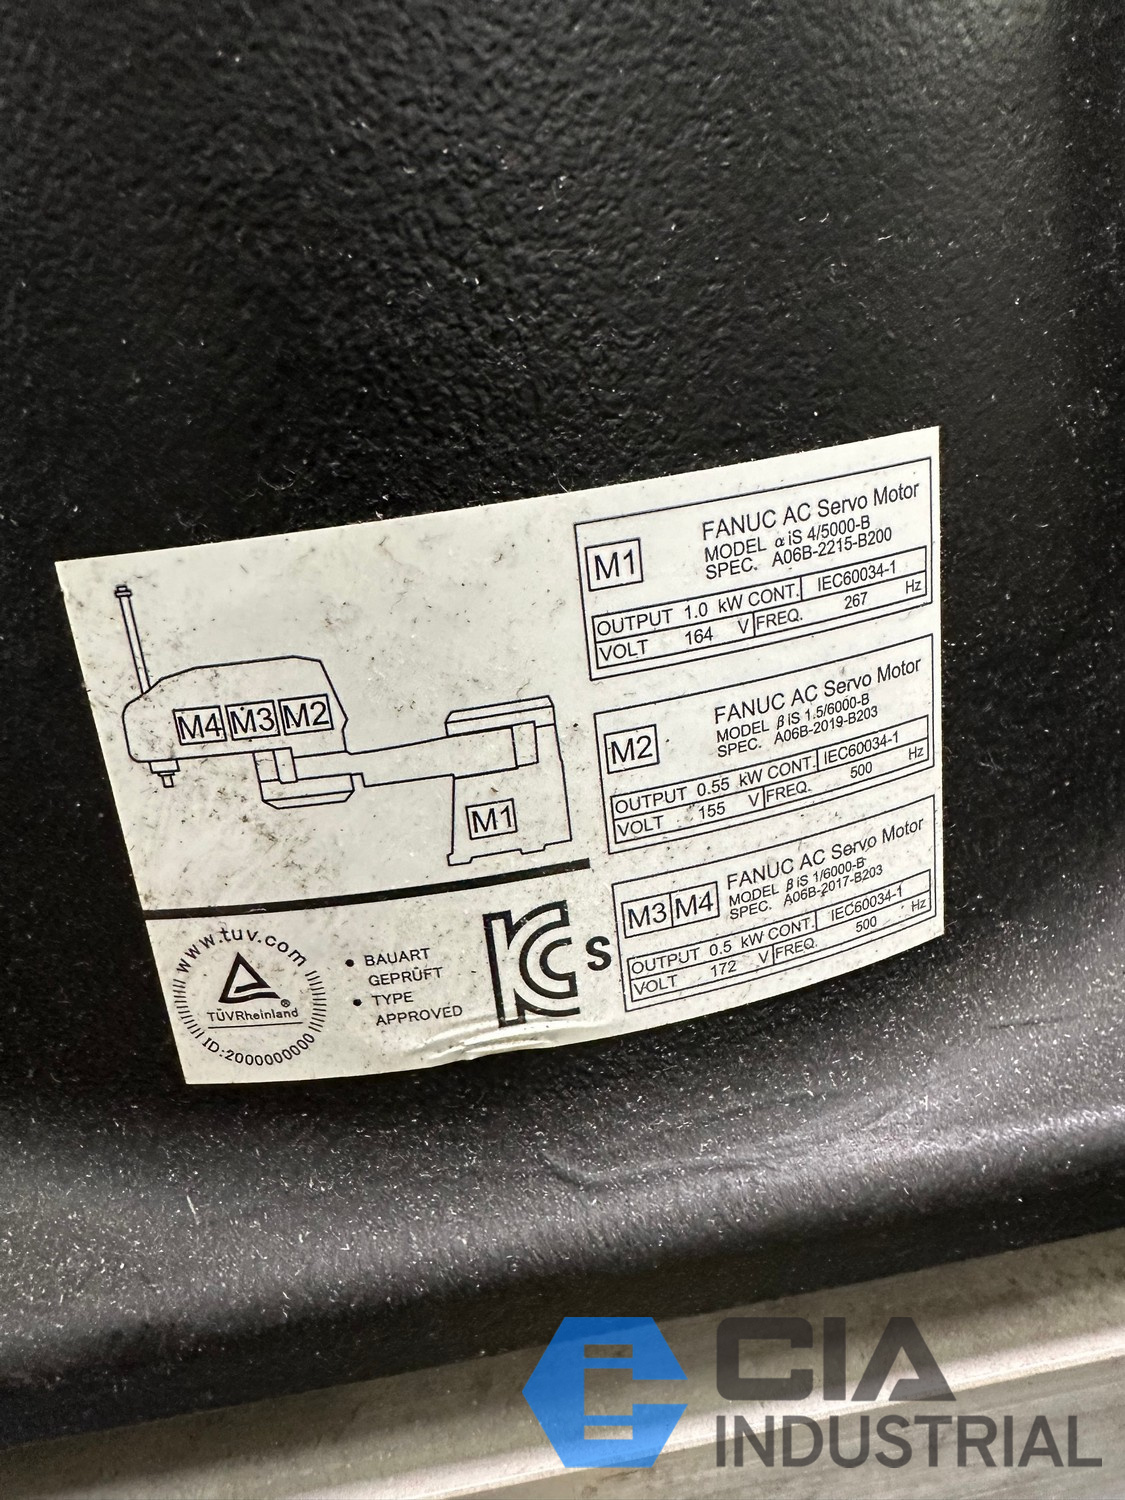 M4 M3 M2
M1
www.tuv.com
TÜVRheinland
®
ID:2000000000
• BAUART
GEPRÜFT
• TYPE
APPROVED
KC s
M1
FANUC AC Servo Motor
MODEL α iS 4/5000-B
SPEC. A06B-2215-B200
OUTPUT 1.0 kW CONT. IEC60034-1
VOLT 164 V FREQ. 267 Hz
M2
FANUC AC Servo Motor
MODEL β iS 1.5/6000-B
SPEC. A06B-2019-B203
OUTPUT 0.55 kW CONT. IEC60034-1
VOLT 155 V FREQ. 500 Hz
M3 M4
FANUC AC Servo Motor
MODEL β iS 1/6000-B
SPEC. A06B-2017-B203
OUTPUT 0.5 kW CONT. IEC60034-1
VOLT 172 V FREQ. 500 Hz
CIA
INDUSTRIAL